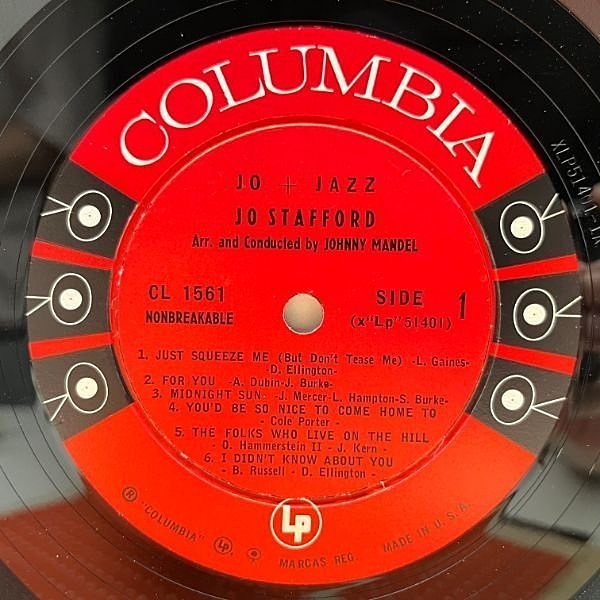 COLUMBIA
JO + JAZZ
JO STAFFORD
Arr. and Conducted by JOHNNY MANDEL
CL 1561
NONBREAKABLE
SIDE 1
(x"Lp"51401)
1. JUST SQUEEZE ME (But Don't Tease Me) -L. Gaines-
-D. Ellington-
2. FOR YOU -A. Dubin-J. Burke-
3. MIDNIGHT SUN -J. Mercer-L. Hampton-S. Burke-
4. YOU'D BE SO NICE TO COME HOME TO
- Cole Porter -
5. THE FOLKS WHO LIVE ON THE HILL
- O. Hammerstein II - J. Kern -
6. I DIDN'T KNOW ABOUT YOU
- B. Russell - D. Ellington -
Lp
® "COLUMBIA" Lp MARCAS REG. MADE IN U.S.A.